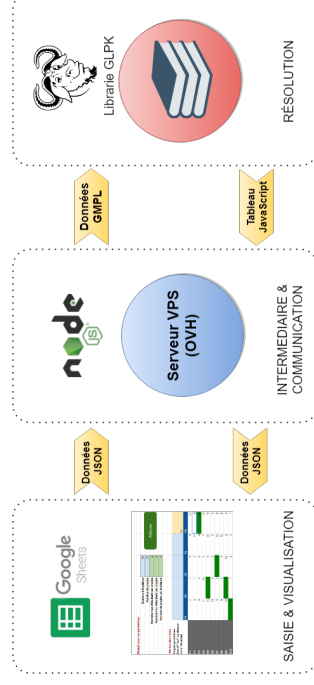 Google
Sheets
SAISIE & VISUALISATION
Données
JSON
Données
JSON
node
JS
Serveur VPS
(OVH)
INTERMEDIAIRE &
COMMUNICATION
Données
GMPL
Tableau
JavaScript
Librarie GLPK
RÉSOLUTION